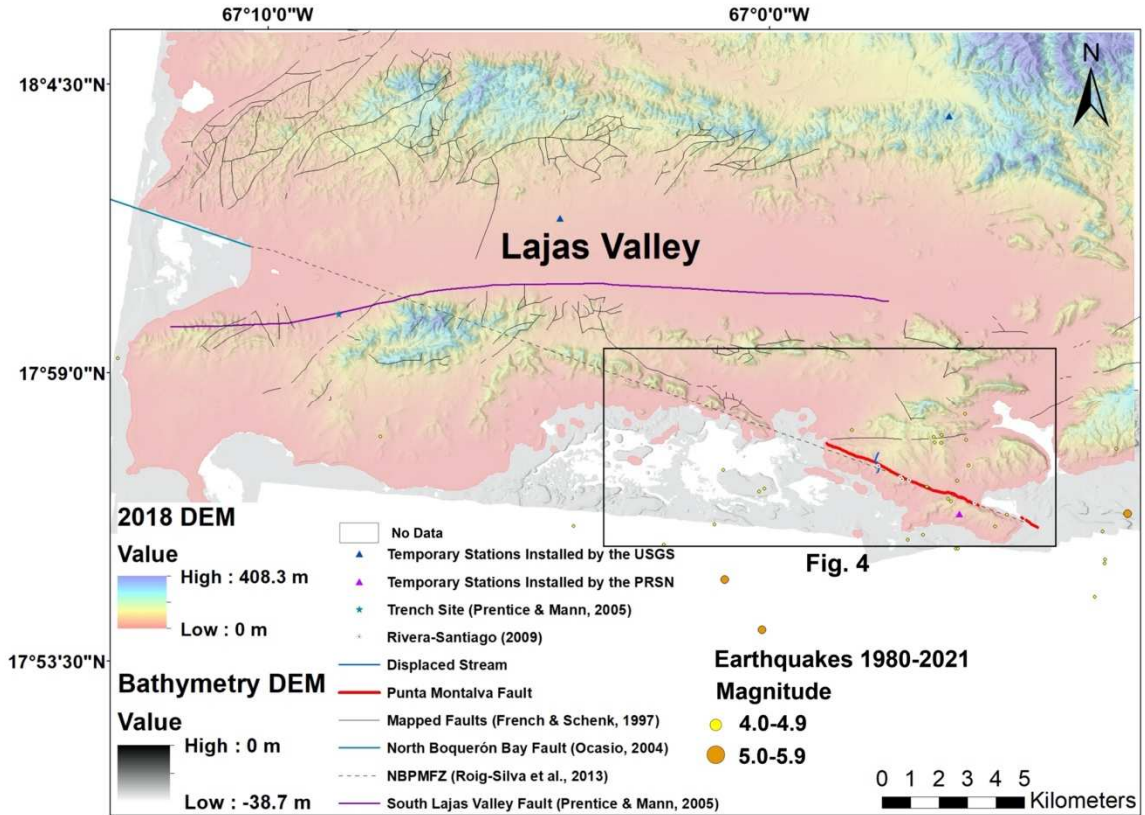 67°10'0"W
67°0'0"W
18°4'30"N
N
Lajas Valley
17°59'0"N
Fig. 4
17°53'30"N
2018 DEM
Value
High : 408.3 m
Low : 0 m
Bathymetry DEM
Value
High : 0 m
Low : -38.7 m
No Data
Temporary Stations Installed by the USGS
Temporary Stations Installed by the PRSN
Trench Site (Prentice & Mann, 2005)
Rivera-Santiago (2009)
Displaced Stream
Punta Montalva Fault
Mapped Faults (French & Schenk, 1997)
North Boquerón Bay Fault (Ocasio, 2004)
NBPMFZ (Roig-Silva et al., 2013)
South Lajas Valley Fault (Prentice & Mann, 2005)
Earthquakes 1980-2021
Magnitude
4.0-4.9
5.0-5.9
0 1 2 3 4 5
Kilometers